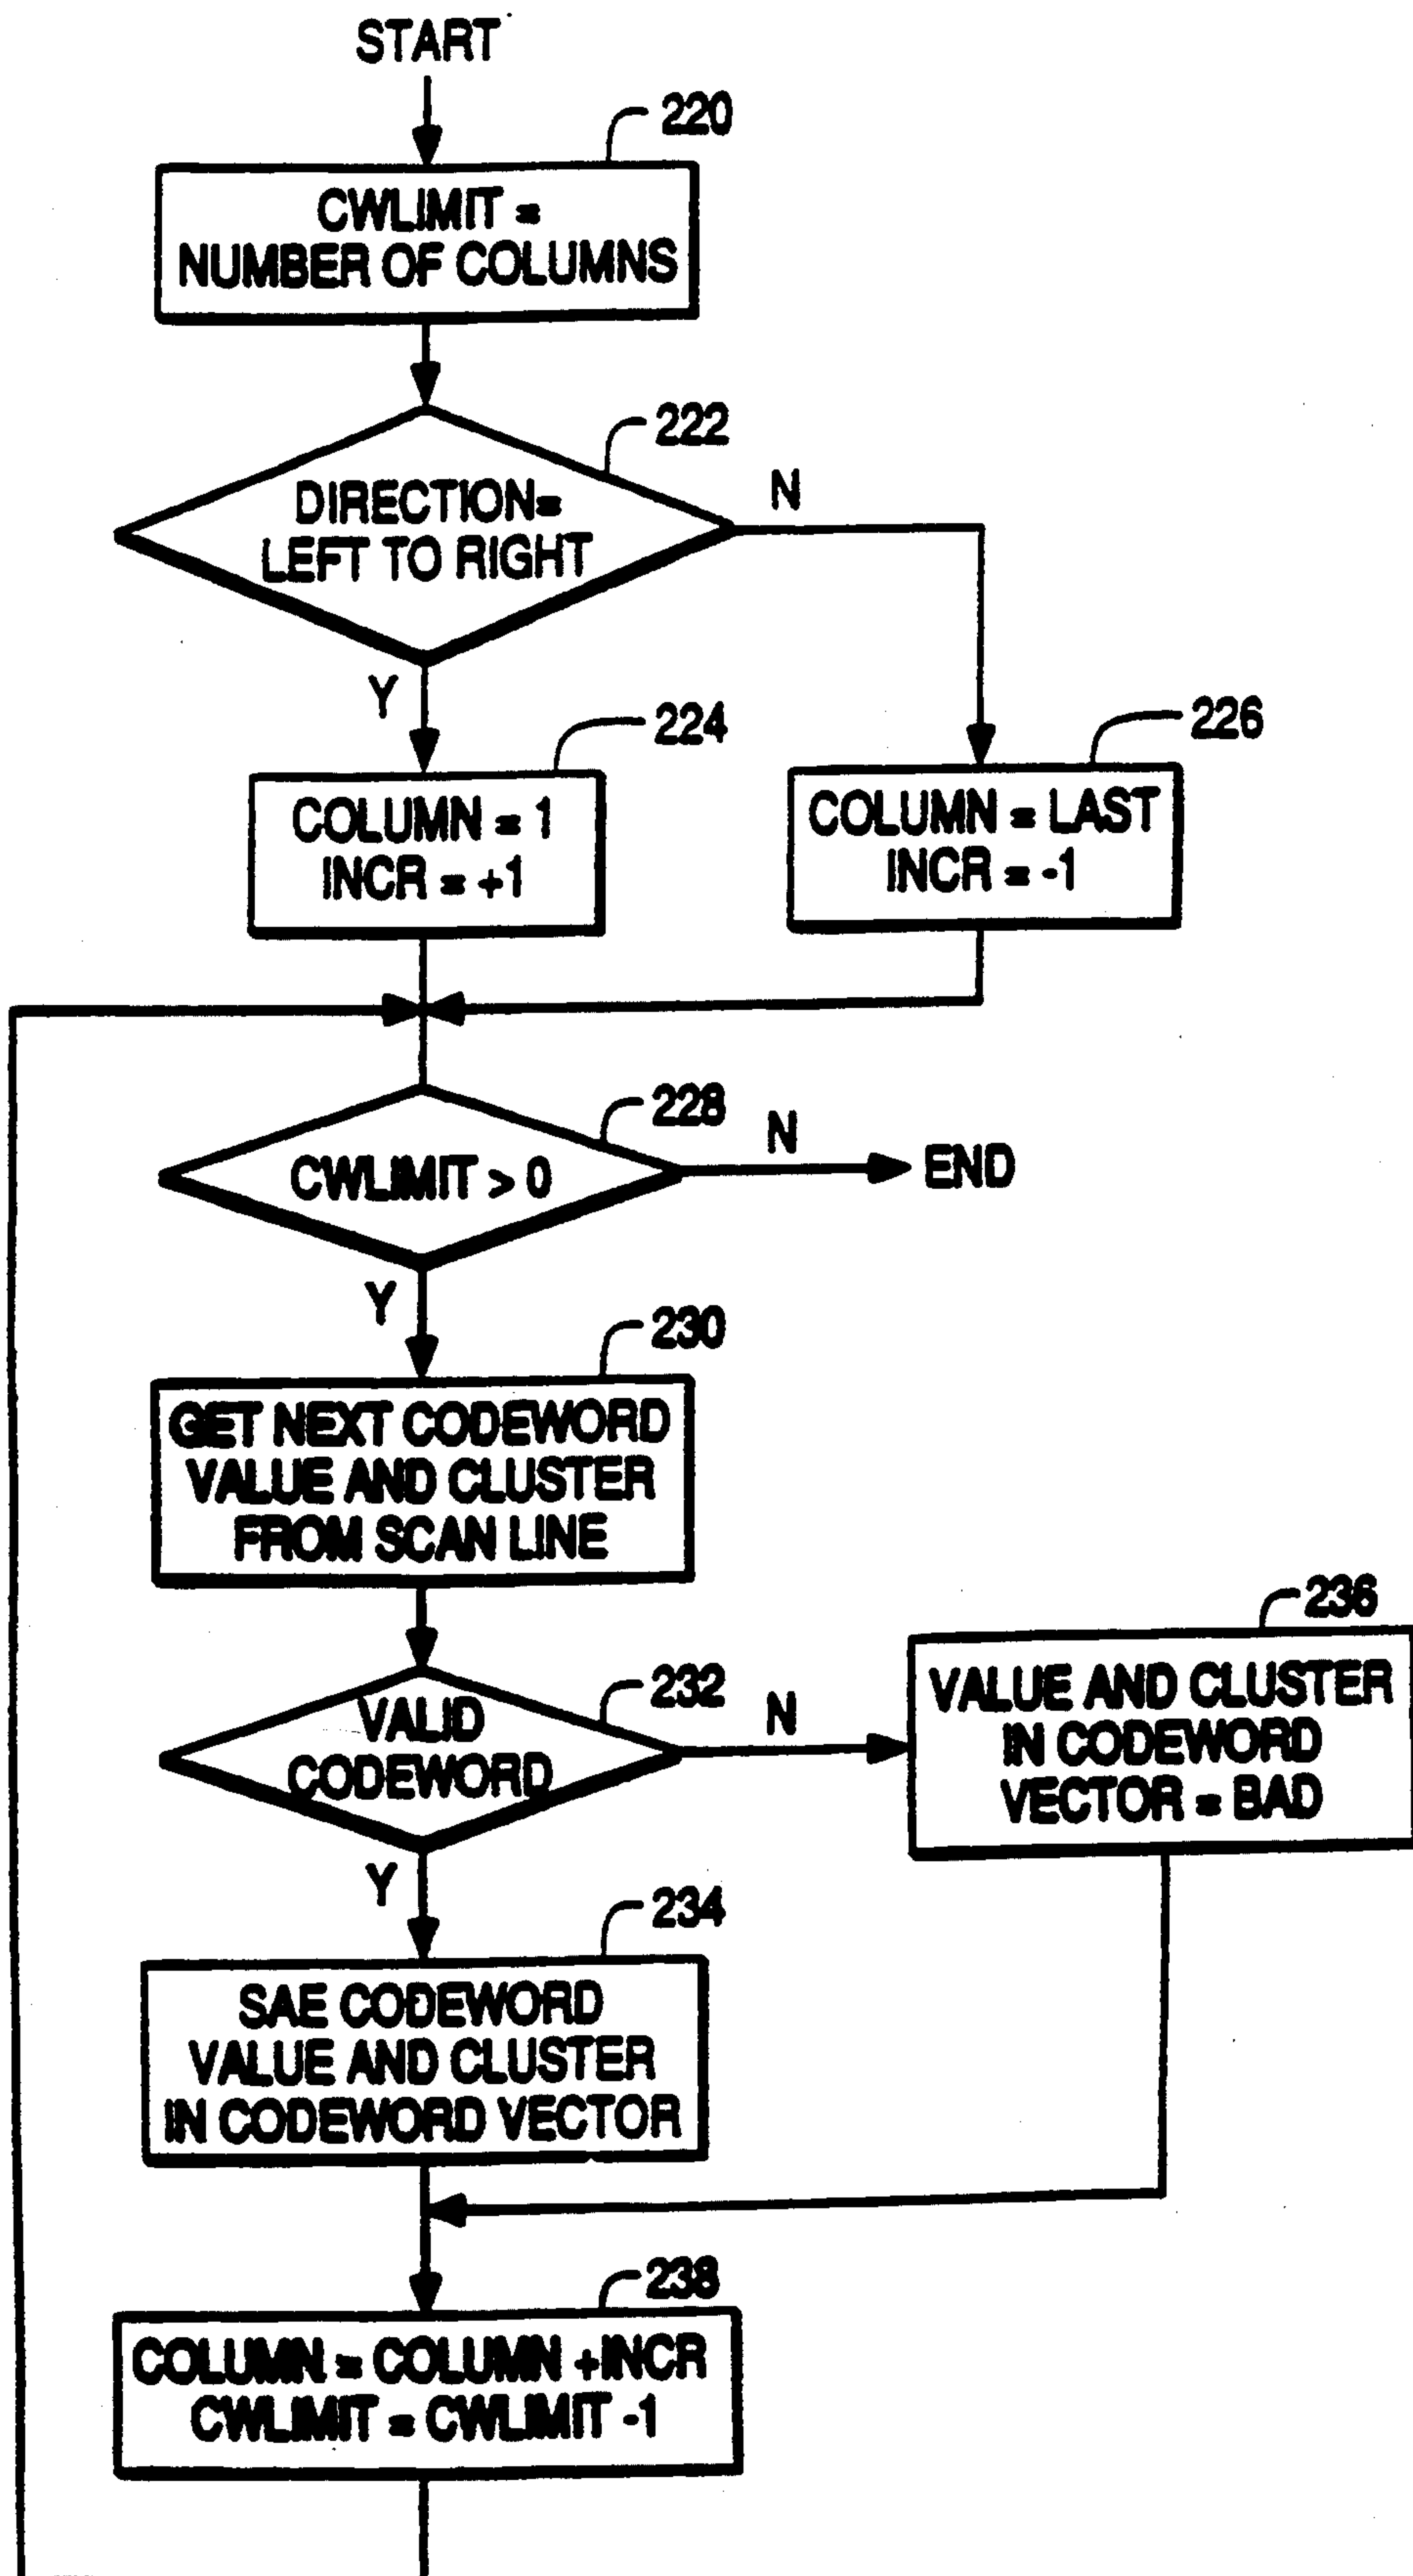 START
220
CWLIMIT =
NUMBER OF COLUMNS
222
DIRECTION=
LEFT TO RIGHT
N
Y
224
226
COLUMN = 1
INCR = +1
COLUMN = LAST
INCR = -1
228
CWLIMIT > 0
N
END
Y
230
GET NEXT CODEWORD
VALUE AND CLUSTER
FROM SCAN LINE
232
VALID
CODEWORD
N
236
VALUE AND CLUSTER
IN CODEWORD
VECTOR = BAD
Y
234
SAE CODEWORD
VALUE AND CLUSTER
IN CODEWORD VECTOR
238
COLUMN = COLUMN +INCR
CWLIMIT = CWLIMIT -1